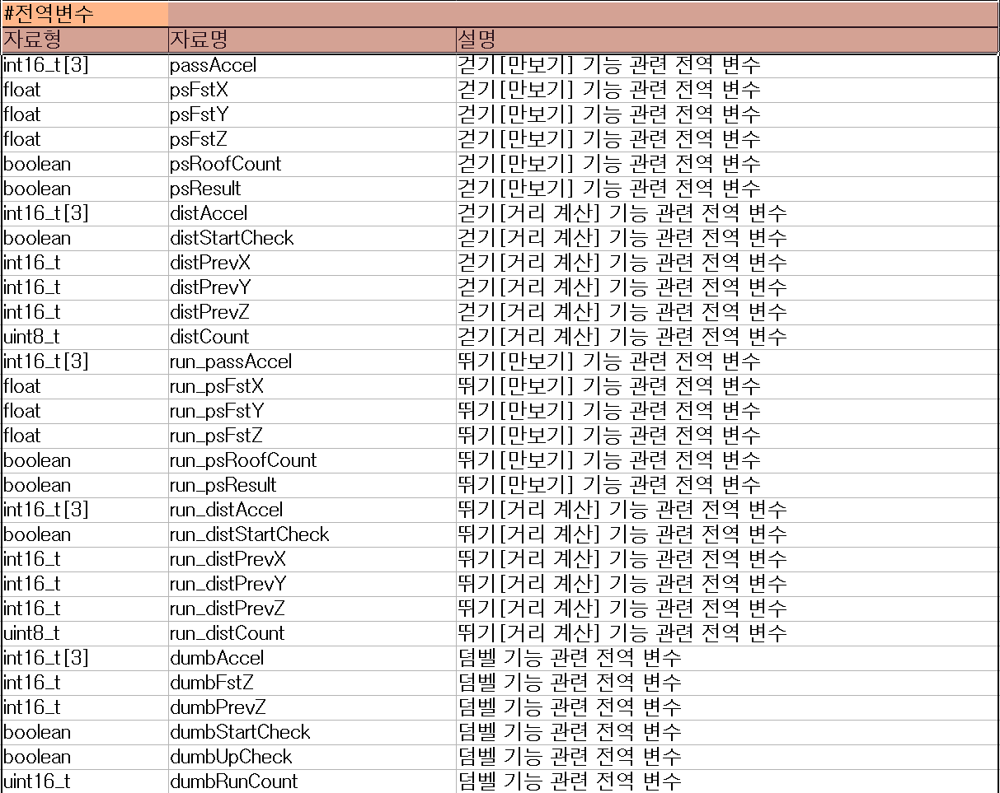 #전역변수
자료형 자료명 설명
int16_t[3] passAccel 걷기[만보기] 기능 관련 전역 변수
float psFstX 걷기[만보기] 기능 관련 전역 변수
float psFstY 걷기[만보기] 기능 관련 전역 변수
float psFstZ 걷기[만보기] 기능 관련 전역 변수
boolean psRoofCount 걷기[만보기] 기능 관련 전역 변수
boolean psResult 걷기[만보기] 기능 관련 전역 변수
int16_t[3] distAccel 걷기[거리 계산] 기능 관련 전역 변수
boolean distStartCheck 걷기[거리 계산] 기능 관련 전역 변수
int16_t distPrevX 걷기[거리 계산] 기능 관련 전역 변수
int16_t distPrevY 걷기[거리 계산] 기능 관련 전역 변수
int16_t distPrevZ 걷기[거리 계산] 기능 관련 전역 변수
uint8_t distCount 걷기[거리 계산] 기능 관련 전역 변수
int16_t[3] run_passAccel 뛰기[만보기] 기능 관련 전역 변수
float run_psFstX 뛰기[만보기] 기능 관련 전역 변수
float run_psFstY 뛰기[만보기] 기능 관련 전역 변수
float run_psFstZ 뛰기[만보기] 기능 관련 전역 변수
boolean run_psRoofCount 뛰기[만보기] 기능 관련 전역 변수
boolean run_psResult 뛰기[만보기] 기능 관련 전역 변수
int16_t[3] run_distAccel 뛰기[거리 계산] 기능 관련 전역 변수
boolean run_distStartCheck 뛰기[거리 계산] 기능 관련 전역 변수
int16_t run_distPrevX 뛰기[거리 계산] 기능 관련 전역 변수
int16_t run_distPrevY 뛰기[거리 계산] 기능 관련 전역 변수
int16_t run_distPrevZ 뛰기[거리 계산] 기능 관련 전역 변수
uint8_t run_distCount 뛰기[거리 계산] 기능 관련 전역 변수
int16_t[3] dumbAccel 덤벨 기능 관련 전역 변수
int16_t dumbFstZ 덤벨 기능 관련 전역 변수
int16_t dumbPrevZ 덤벨 기능 관련 전역 변수
boolean dumbStartCheck 덤벨 기능 관련 전역 변수
boolean dumbUpCheck 덤벨 기능 관련 전역 변수
uint16_t dumbRunCount 덤벨 기능 관련 전역 변수